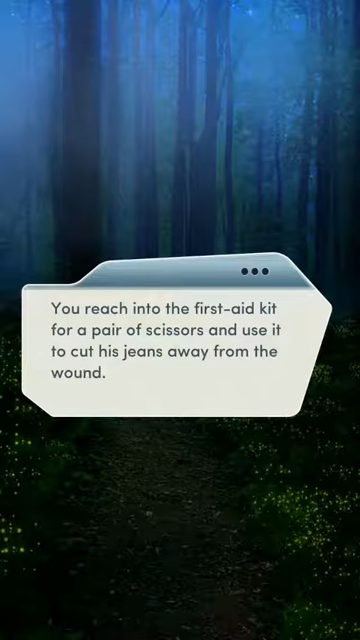 You reach into the first-aid kit
for a pair of scissors and use it
to cut his jeans away from the
wound.